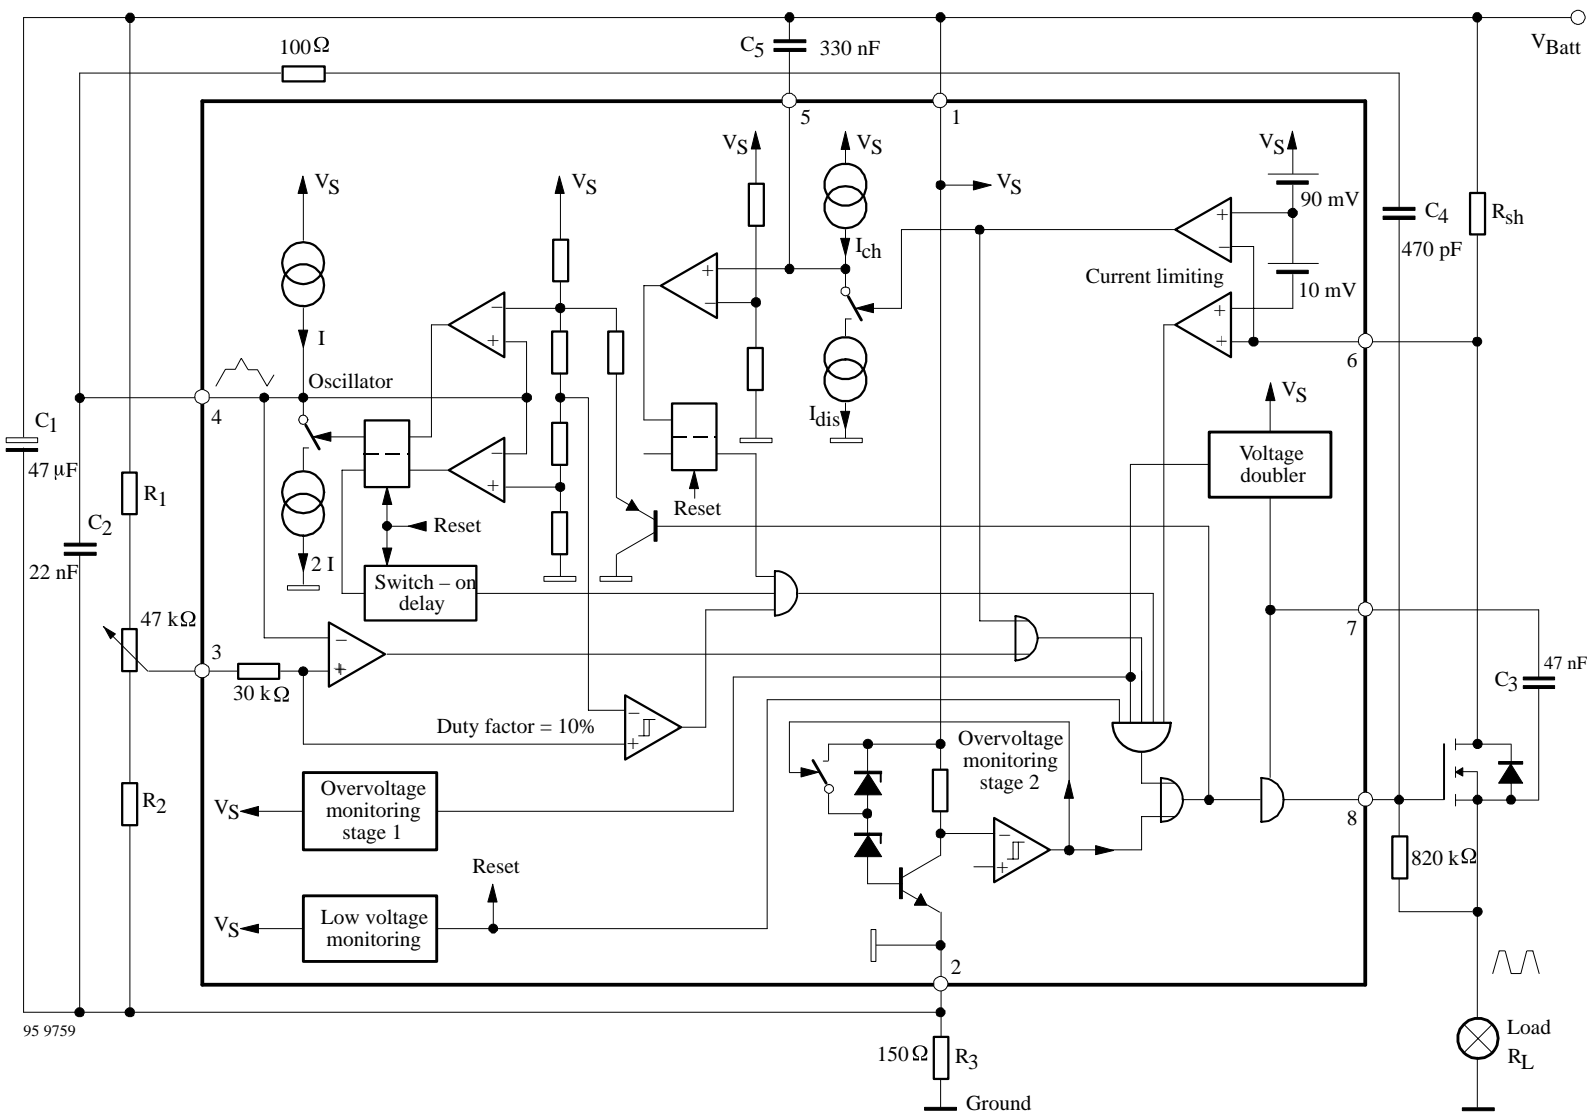 C5
330 nF
VBatt
100 Ω
5
1
VS
VS
VS
VS
VS
VS
90 mV
C4
470 pF
Rsh
Ich
+
−
+
−
Current limiting
10 mV
−
+
+
+
I
Oscillator
6
4
C1
47 µF
Idis
VS
Voltage
doubler
R1
−
+
C2
22 nF
Reset
Reset
2 I
Switch – on
delay
47 kΩ
3
30 kΩ
−
+
7
47 nF
C3
Duty factor = 10%
−
+
Overvoltage
monitoring
stage 2
R2
VS
Overvoltage
monitoring
stage 1
−
+
8
820 kΩ
Reset
VS
Low voltage
monitoring
2
95 9759
150 Ω
R3
Load
RL
Ground